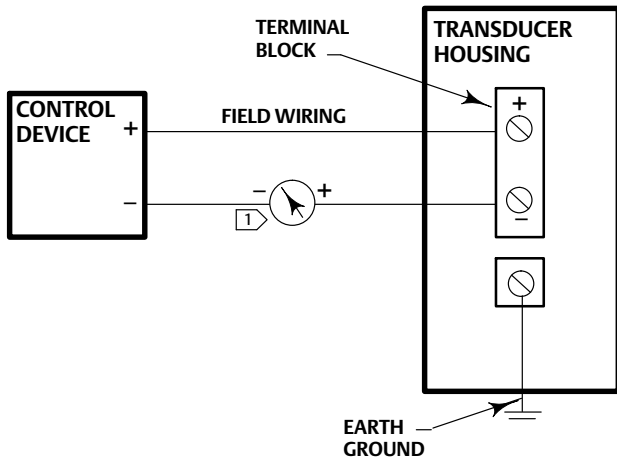 TERMINAL
BLOCK
TRANSDUCER
HOUSING
CONTROL
DEVICE
+
FIELD WIRING
+
−
− +
1
−
EARTH
GROUND